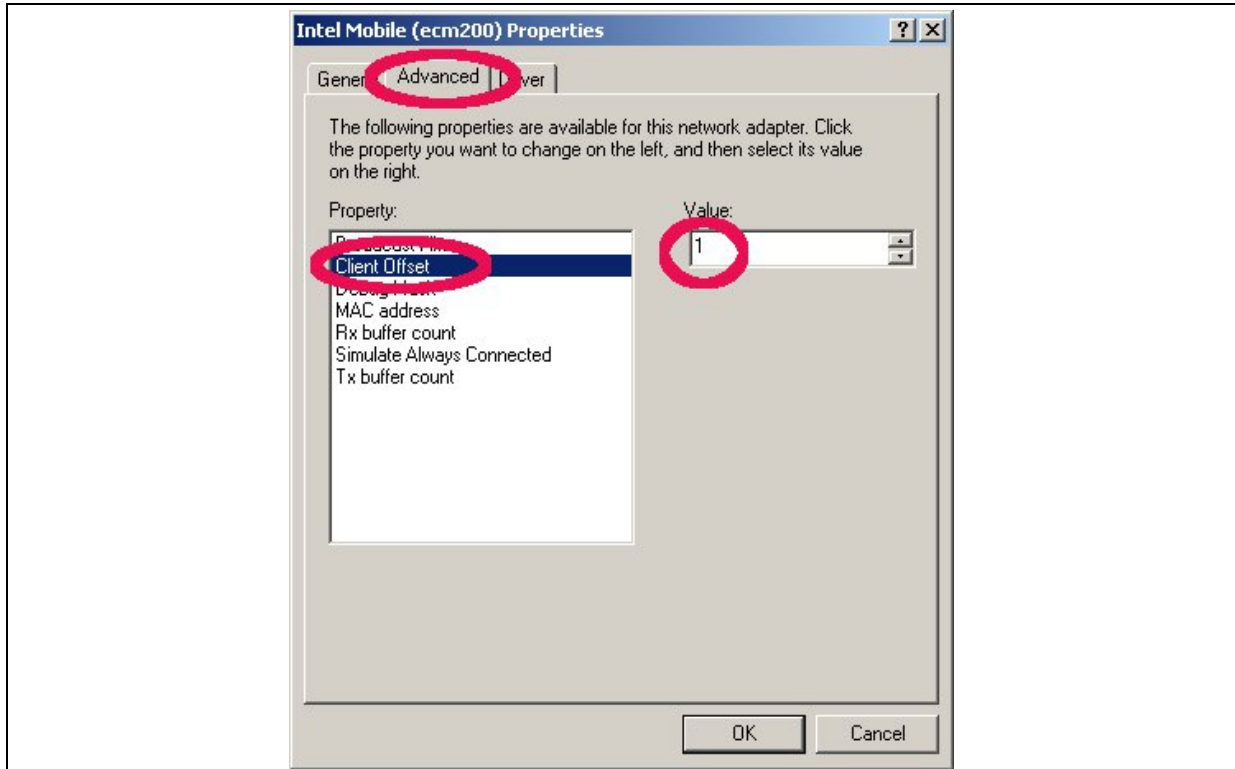 Intel Mobile (ecm200) Properties
Advanced
The following properties are available for this network adapter. Click
the property you want to change on the left, and then select its value
on the right.
Property:
Value:
1
Client Offset
MAC address
Rx buffer count
Simulate Always Connected
Tx buffer count
OK
Cancel